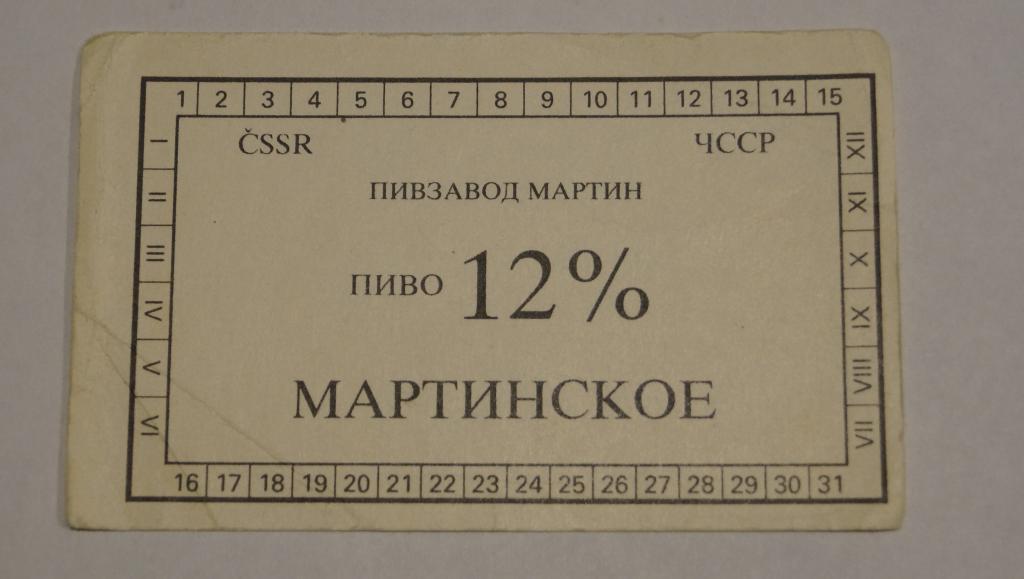 1 2 3 4 5 6 7 8 9 10 11 12 13 14 15
ČSSR ЧССР
ПИВЗАВОД МАРТИН
ПИВО 12%
МАРТИНСКОЕ
I
II
III
IV
V
VI
XII
IX
X
XI
VIII
VII
16 17 18 19 20 21 22 23 24 25 26 27 28 29 30 31